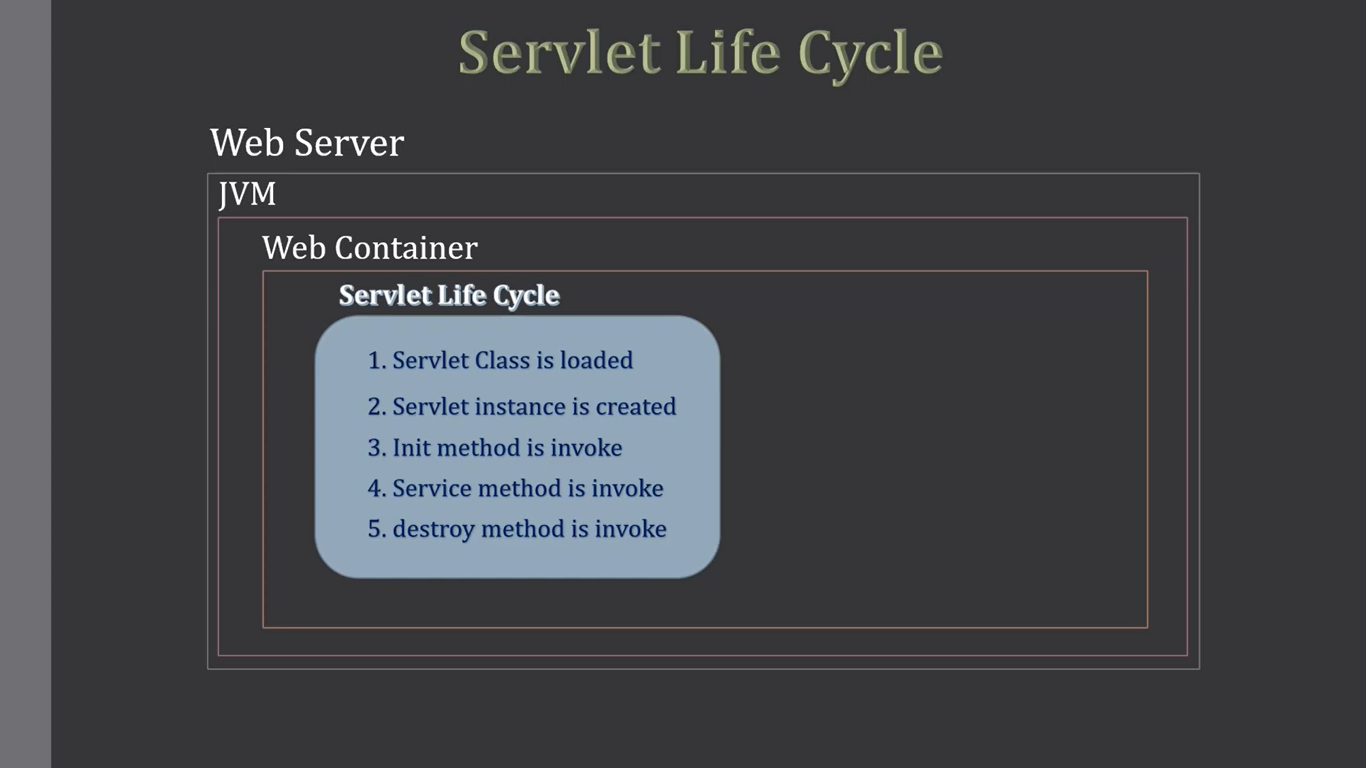 Servlet Life Cycle
Web Server
JVM
Web Container
Servlet Life Cycle
1. Servlet Class is loaded
2. Servlet instance is created
3. Init method is invoke
4. Service method is invoke
5. destroy method is invoke